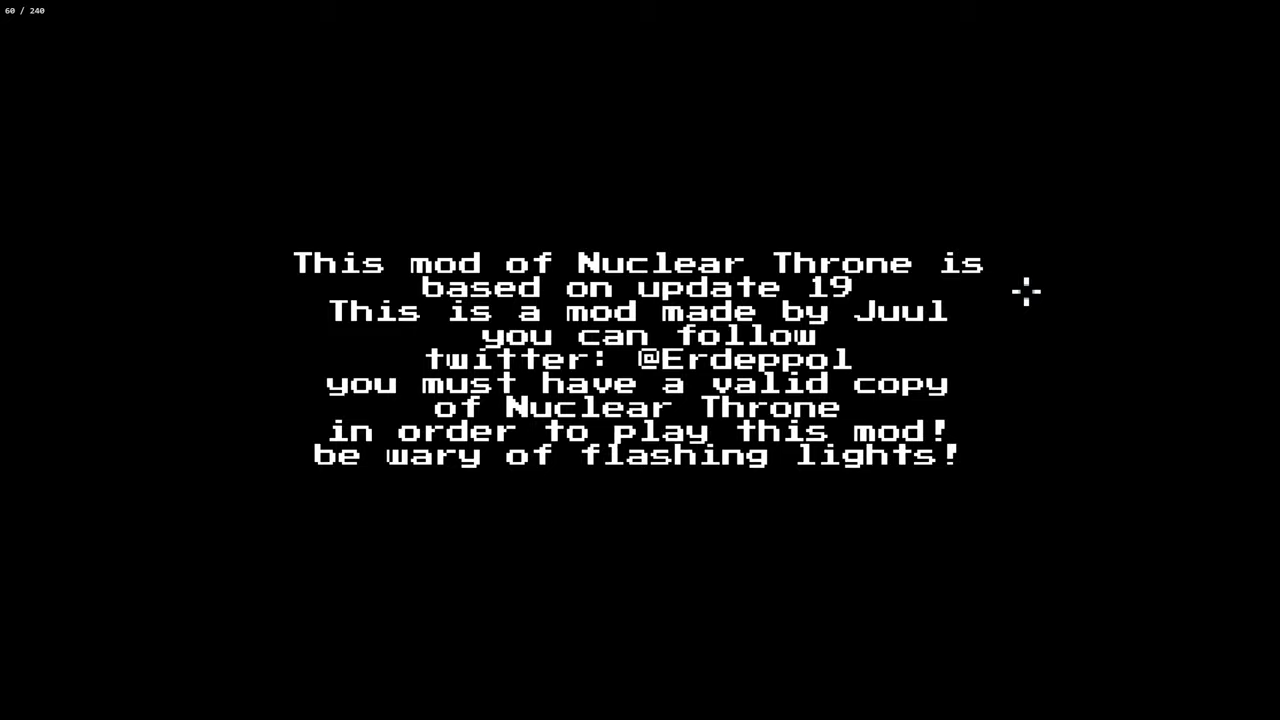 60 / 240
This mod of Nuclear Throne is
based on update 19
This is a mod made by Juul
you can follow
twitter: @Erdeppol
you must have a valid copy
of Nuclear Throne
in order to play this mod!
be wary of flashing lights!